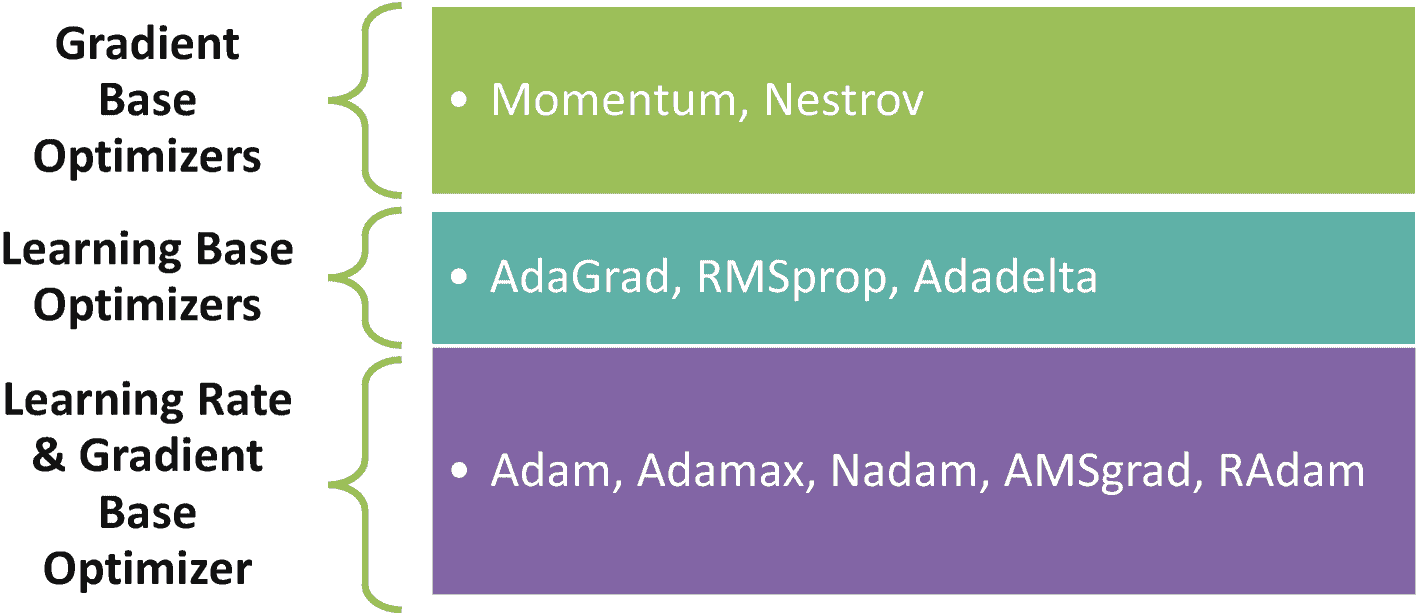 Gradient
Base
Optimizers
• Momentum, Nestrov
Learning Base
Optimizers
• AdaGrad, RMSprop, Adadelta
Learning Rate
& Gradient
Base
Optimizer
• Adam, Adamax, Nadam, AMSgrad, RAdam